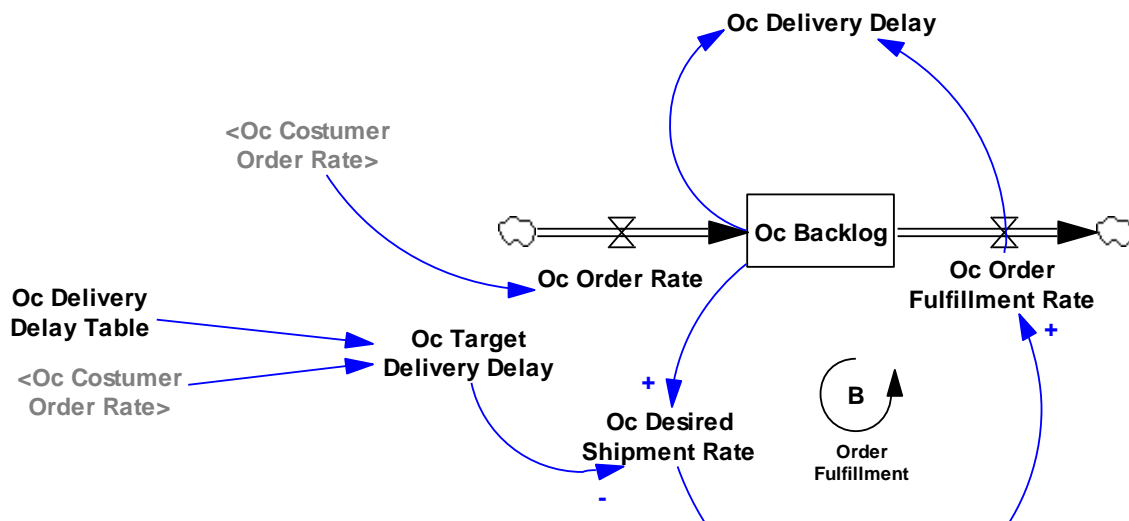 Oc Delivery Delay
<Oc Costumer
Order Rate>
Oc Backlog
Oc Order Rate
Oc Order
Fulfillment Rate
Oc Delivery
Delay Table
Oc Target
Delivery Delay
<Oc Costumer
Order Rate>
+
+
B
Oc Desired
Shipment Rate
Order
Fulfillment
-